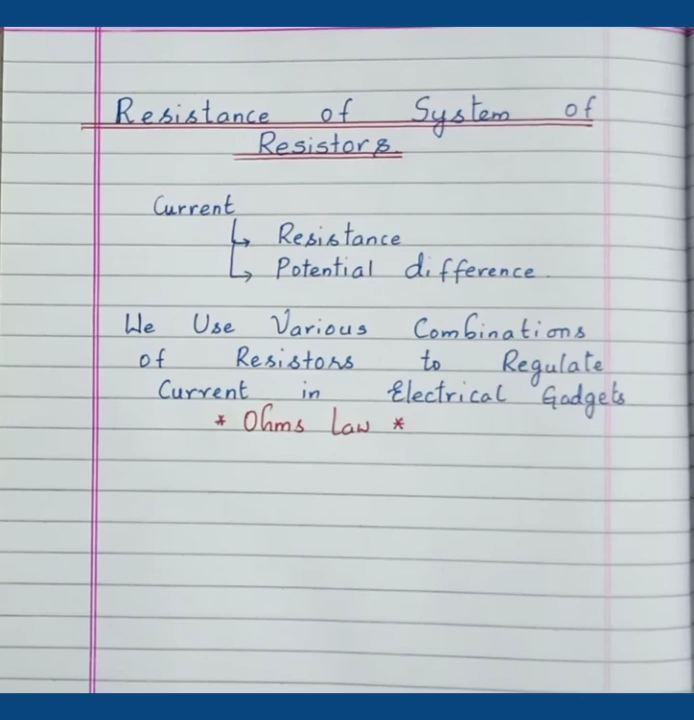 Resistance of System of
Resistors.
Current
↳ Resistance
↳ Potential difference.
We Use Various Combinations
of Resistors to Regulate
Current in Electrical Gadgets
* Ohms Law *